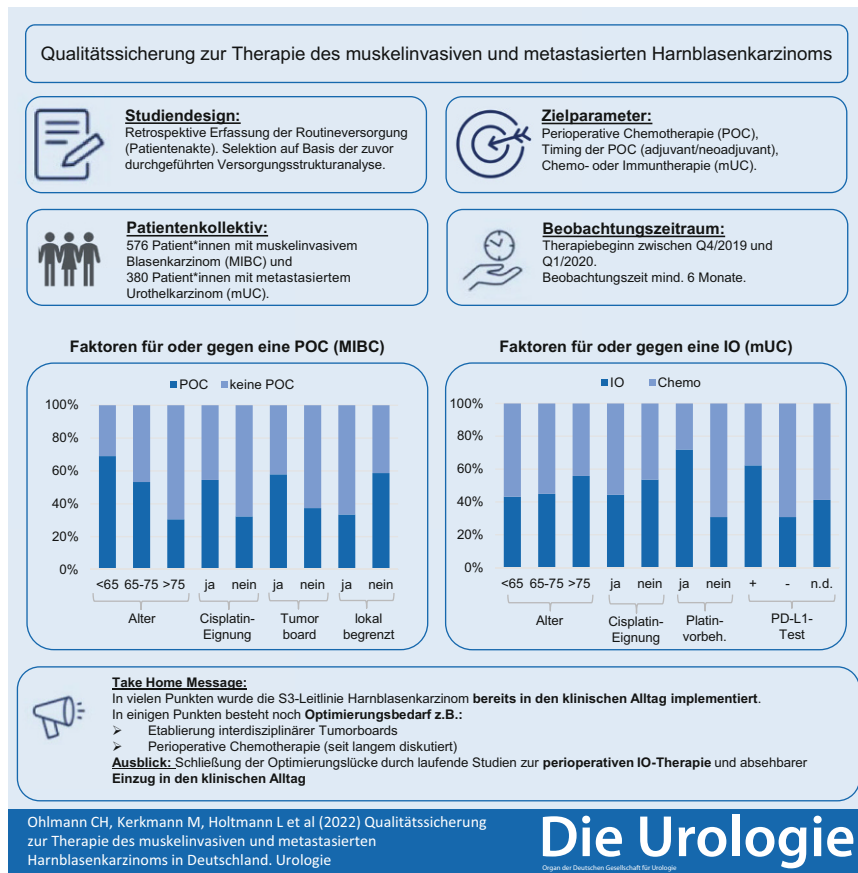 Qualitätssicherung zur Therapie des muskelinvasiven und metastasierten Harnblasenkarzinoms
Studiendesign:
Retrospektive Erfassung der Routineversorgung
(Patientenakte). Selektion auf Basis der zuvor
durchgeführten Versorgungsstrukturanalyse.
Zielparameter:
Perioperative Chemotherapie (POC),
Timing der POC (adjuvant/neoadjuvant),
Chemo- oder Immuntherapie (mUC).
Patientenkollektiv:
576 Patient*innen mit muskelinvasivem
Blasenkarzinom (MIBC) und
380 Patient*innen mit metastasiertem
Urothelkarzinom (mUC).
Beobachtungszeitraum:
Therapiebeginn zwischen Q4/2019 und
Q1/2020.
Beobachtungszeit mind. 6 Monate.
Faktoren für oder gegen eine POC (MIBC)
POC keine POC
100%
80%
60%
40%
20%
0%
<65 65-75 >75 ja nein ja nein ja nein
Alter Cisplatin- Tumor lokal
Eignung board begrenzt
Faktoren für oder gegen eine IO (mUC)
IO Chemo
100%
80%
60%
40%
20%
0%
<65 65-75 >75 ja nein ja nein + - n.d.
Alter Cisplatin- Platin- PD-L1-
Eignung vorbeh. Test
Take Home Message:
In vielen Punkten wurde die S3-Leitlinie Harnblasenkarzinom bereits in den klinischen Alltag implementiert.
In einigen Punkten besteht noch Optimierungsbedarf z.B.:
➢ Etablierung interdisziplinärer Tumorboards
➢ Perioperative Chemotherapie (seit langem diskutiert)
Ausblick: Schließung der Optimierungslücke durch laufende Studien zur perioperativen IO-Therapie und absehbarer
Einzug in den klinischen Alltag
Ohlmann CH, Kerkmann M, Holtmann L et al (2022) Qualitätssicherung
zur Therapie des muskelinvasiven und metastasierten
Harnblasenkarzinoms in Deutschland. Urologie
Die Urologie
Organ der Deutschen Gesellschaft für Urologie